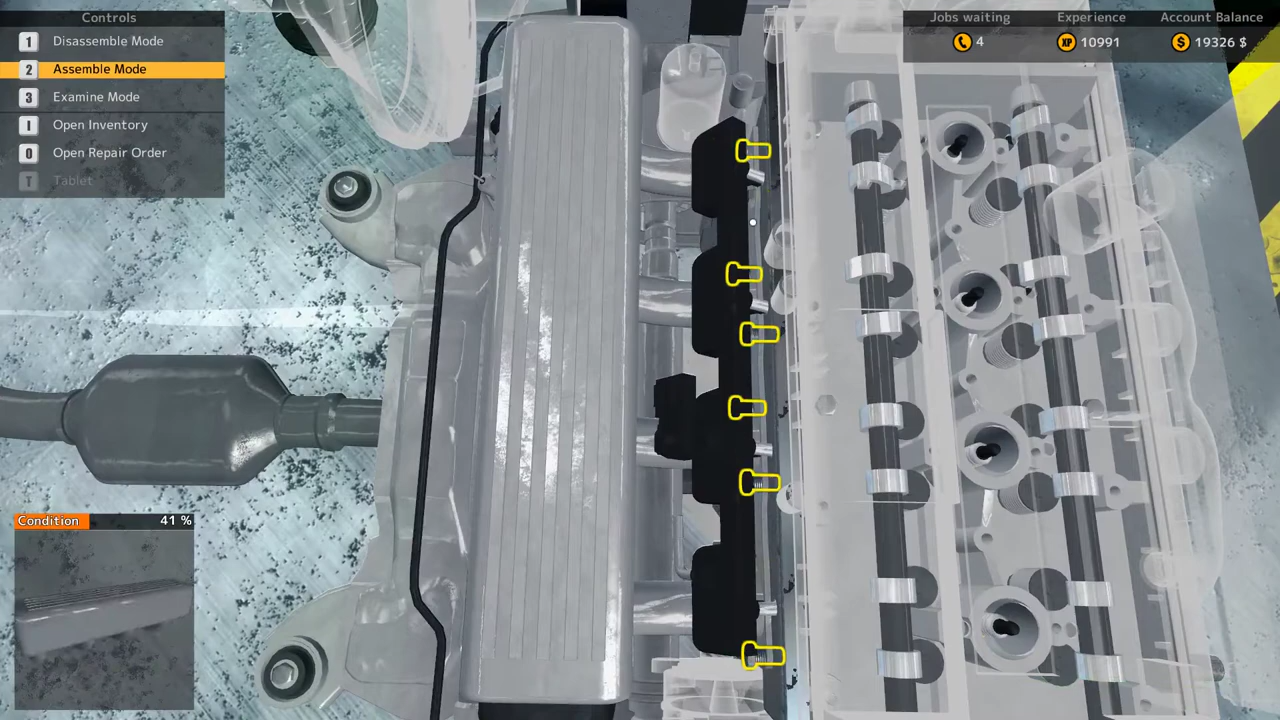 Controls
1 Disassemble Mode
2 Assemble Mode
3 Examine Mode
I Open Inventory
O Open Repair Order
T Tablet
Jobs waiting Experience Account Balance
4 XP 10991 $ 19326 $
Condition 41 %